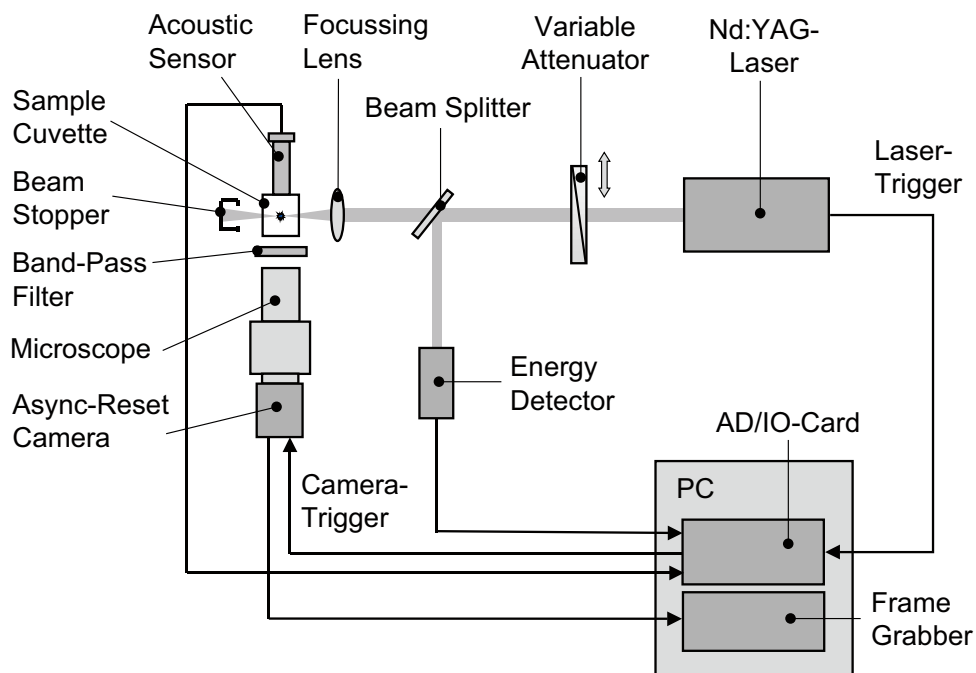 Acoustic
Sensor
Focussing
Lens
Variable
Attenuator
Nd:YAG-
Laser
Sample
Cuvette
Beam Splitter
Laser-
Trigger
Beam
Stopper
Band-Pass
Filter
Microscope
Energy
Detector
Async-Reset
Camera
AD/IO-Card
Camera-
Trigger
PC
Frame
Grabber